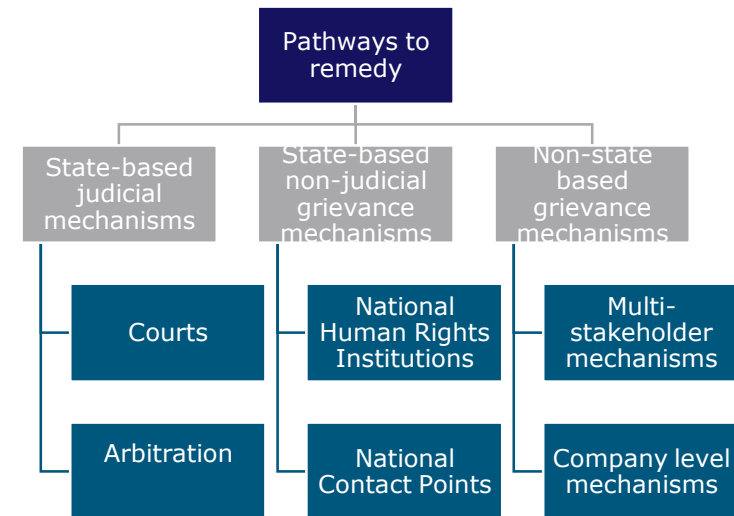 Pathways to
remedy
State-based
judicial
mechanisms
State-based
non-judicial
grievance
mechanisms
Non-state
based
grievance
mechanisms
Courts
National
Human Rights
Institutions
Multi-
stakeholder
mechanisms
Arbitration
National
Contact Points
Company level
mechanisms